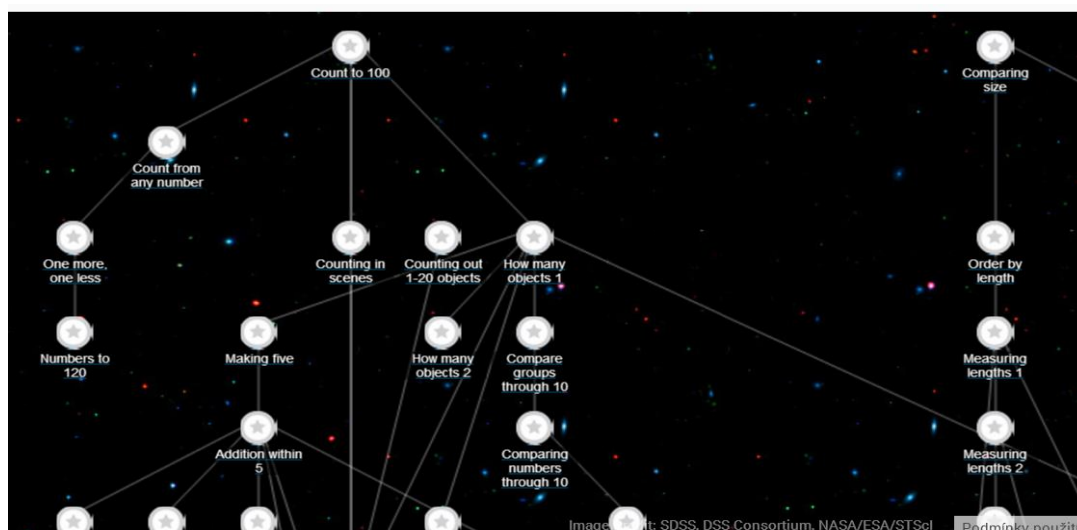 Count to 100
Comparing
size
Count from
any number
One more,
one less
Counting in
scenes
Counting out
1-20 objects
How many
objects 1
Order by
length
Numbers to
120
Making five
How many
objects 2
Compare
groups
through 10
Measuring
lengths 1
Addition within
5
Comparing
numbers
through 10
Measuring
lengths 2
Image t: SDSS, DSS Consortium, NASA/ESA/STScI
Podmínky použit